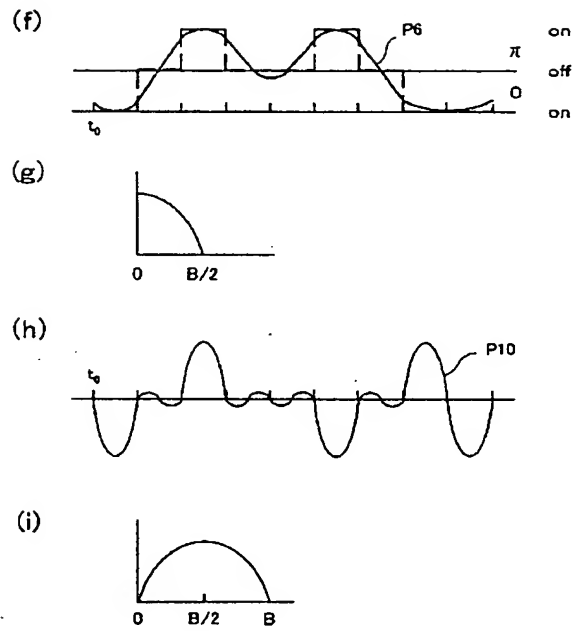 (f)
P6
on
π
off
0
on
t₀
(g)
0 B/2
(h)
t₀
P10
(i)
0 B/2 B